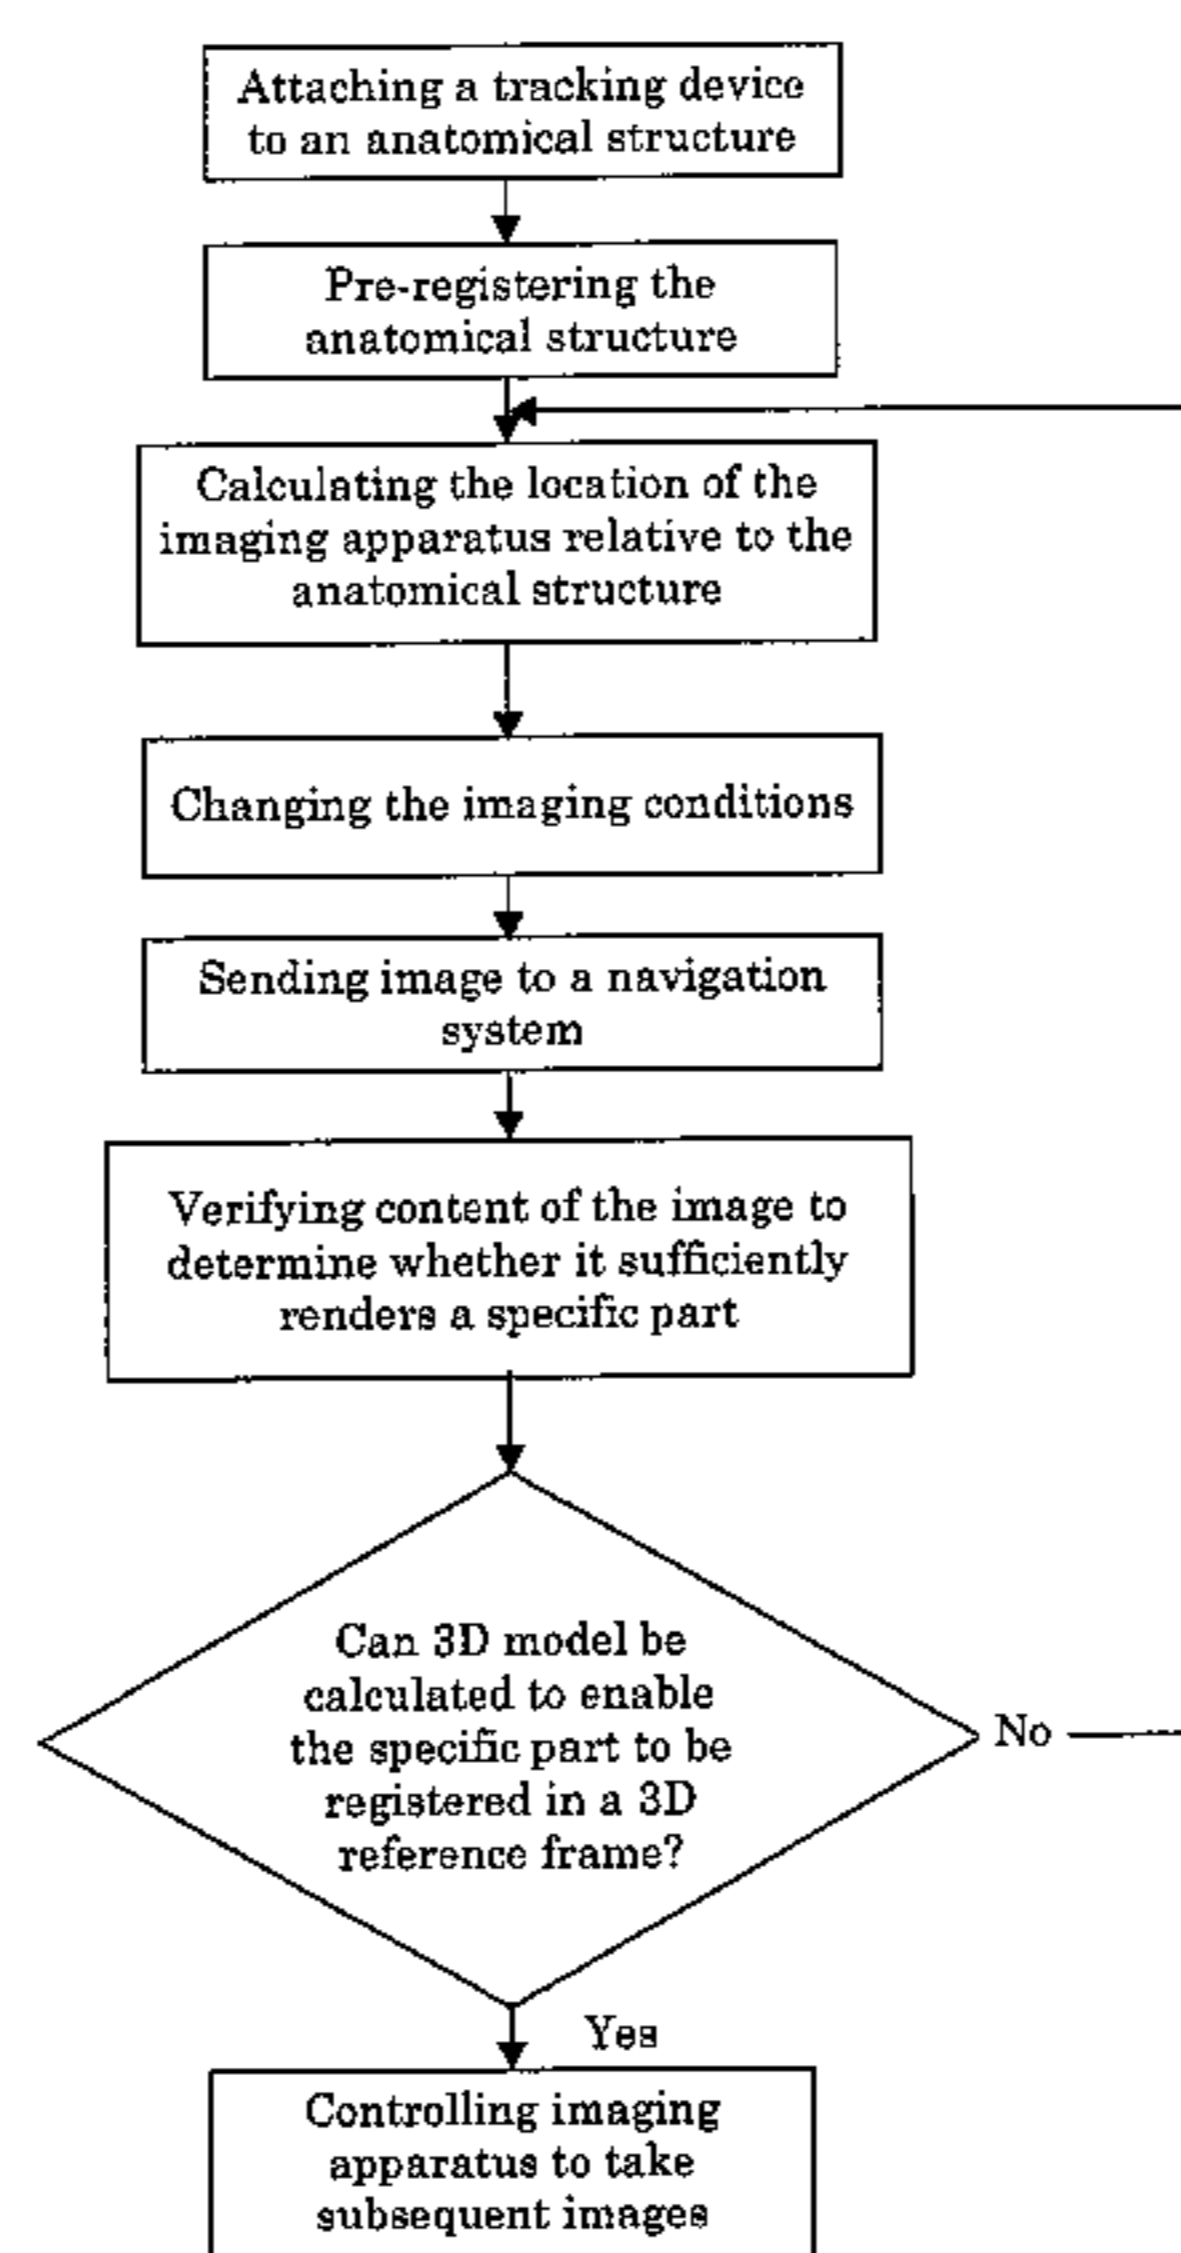 Attaching a tracking device
to an anatomical structure
Pre-registering the
anatomical structure
Calculating the location of the
imaging apparatus relative to the
anatomical structure
Changing the imaging conditions
Sending image to a navigation
system
Verifying content of the image to
determine whether it sufficiently
renders a specific part
Can 3D model be
calculated to enable
the specific part to be
registered in a 3D
reference frame?
No
Yes
Controlling imaging
apparatus to take
subsequent images